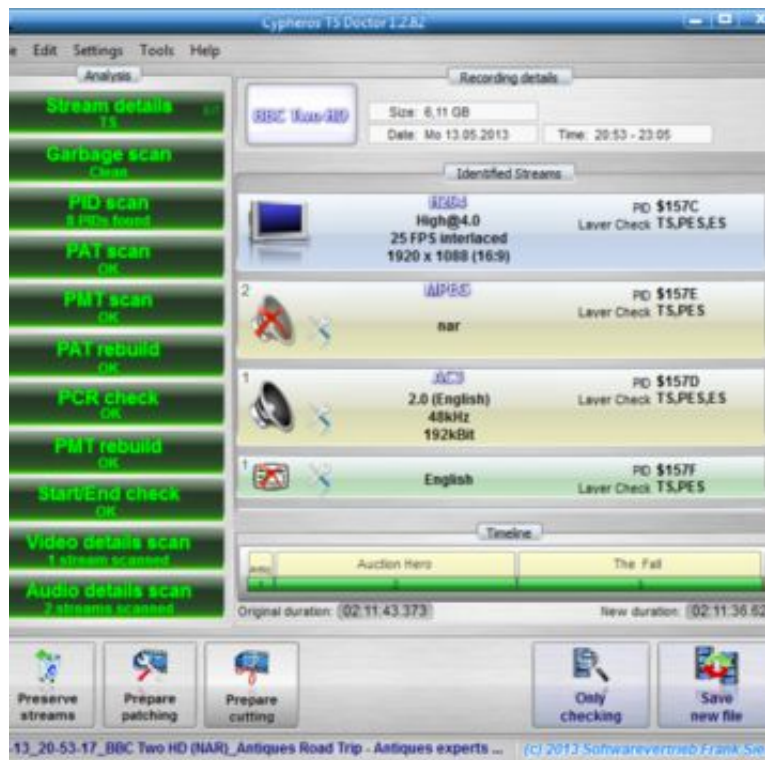 Cypheros TS Doctor 1.2.82
Edit Settings Tools Help
Analysis
Stream details
TS
Garbage scan
Clean
PID scan
8 PIDs found
PAT scan
OK
PMT scan
OK
PAT rebuild
OK
PCR check
OK
PMT rebuild
OK
Start/End check
OK
Video details scan
1 stream scanned
Audio details scan
2 streams scanned
Recording details
BBC Two HD
Size: 6,11 GB
Date: Mo 13.05.2013
Time: 20:53 - 23:05
Identified Streams
H264
High@4.0
25 FPS interlaced
1920 x 1088 (16:9)
PID $157C
Layer Check TS,PES,ES
2
MPEG
nar
PID $157E
Layer Check TS,PES
1
AC3
2.0 (English)
48kHz
192kBit
PID $157D
Layer Check TS,PES,ES
1
English
PID $157F
Layer Check TS,PES
Timeline
Auction Hero
The Fall
Original duration: 02:11:43.373
New duration: 02:11:36.62
Preserve streams
Prepare patching
Prepare cutting
Only checking
Save new file
-13_20-53-17_BBC Two HD (NAR)_Antiques Road Trip - Antiques experts ...
(c) 2013 Softwarevertrieb Frank Sie